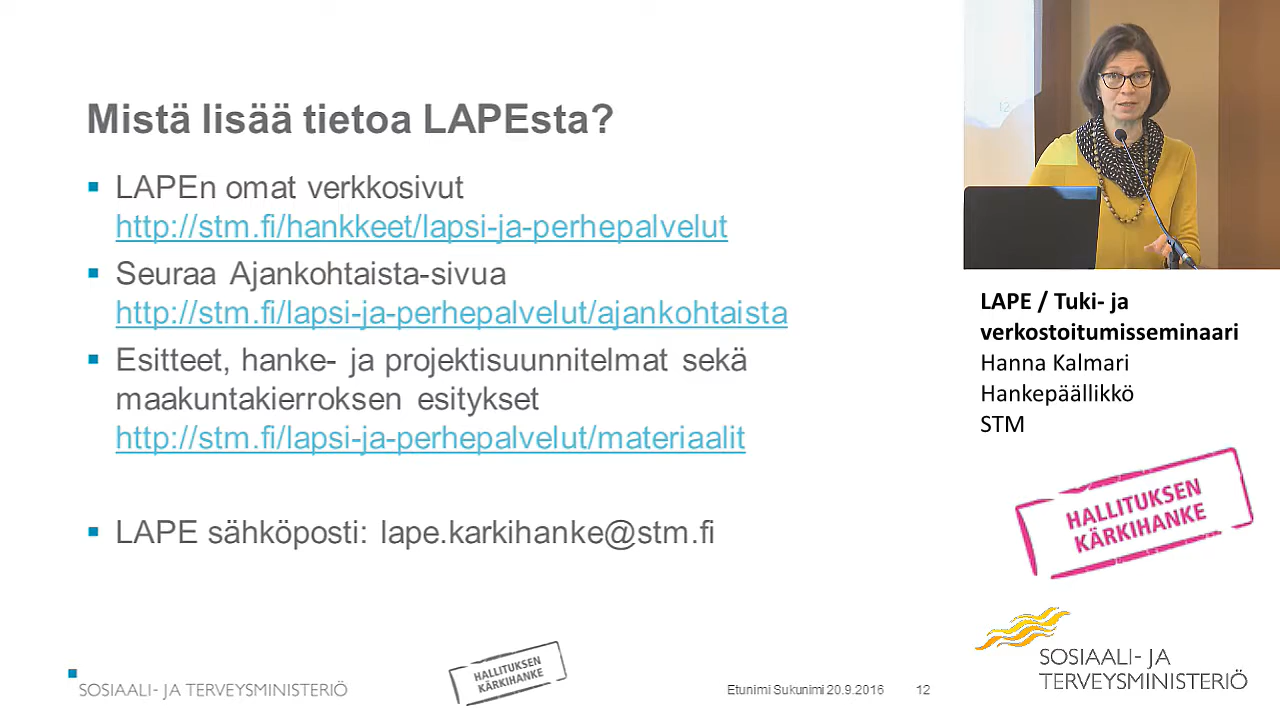 Mistä lisää tietoa LAPEsta?
LAPEn omat verkkosivut
http://stm.fi/hankkeet/lapsi-ja-perhepalvelut
Seuraa Ajankohtaista-sivua
http://stm.fi/lapsi-ja-perhepalvelut/ajankohtaista
Esitteet, hanke- ja projektisuunnitelmat sekä
maakuntakierroksen esitykset
http://stm.fi/lapsi-ja-perhepalvelut/materiaalit
LAPE sähköposti: lape.karkihanke@stm.fi
SOSIAALI- JA TERVEYSMINISTERIÖ
HALLITUKSEN
KÄRKIHANKE
Etunimi Sukunimi 20.9.2016
12
12
LAPE / Tuki- ja
verkostoitumisseminaari
Hanna Kalmari
Hankepäällikkö
STM
HALLITUKSEN
KÄRKIHANKE
SOSIAALI- JA
TERVEYSMINISTERIÖ